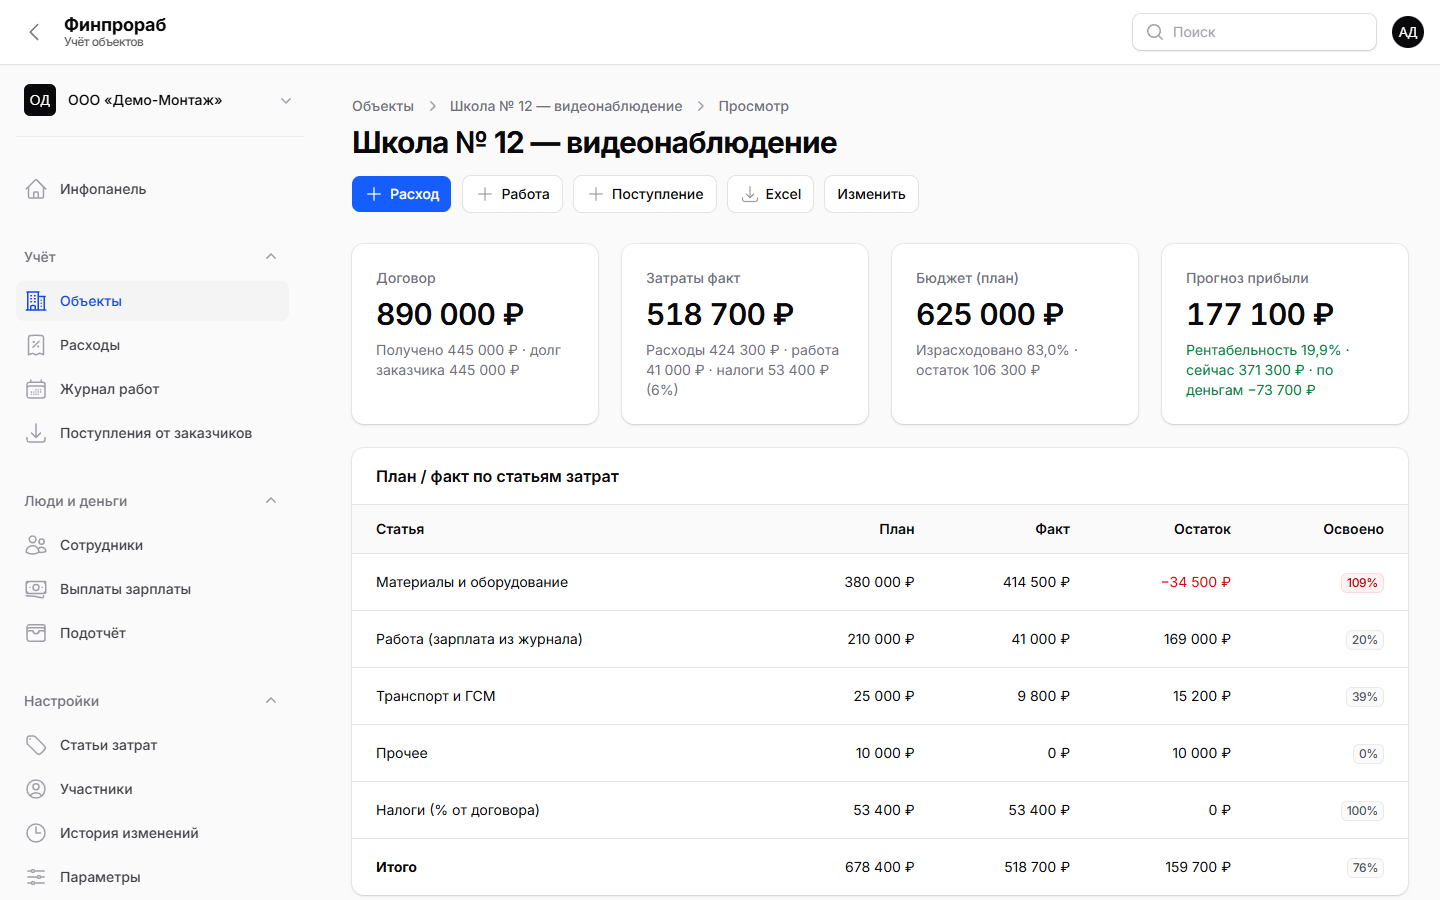 Финпрораб
Учёт объектов
Поиск
АД
ОД
ООО «Демо-Монтаж»
Инфопанель
Учёт
Объекты
Расходы
Журнал работ
Поступления от заказчиков
Люди и деньги
Сотрудники
Выплаты зарплаты
Подотчёт
Настройки
Статьи затрат
Участники
История изменений
Параметры
Объекты > Школа № 12 — видеонаблюдение > Просмотр
Школа № 12 — видеонаблюдение
Расход
Работа
Поступление
Excel
Изменить
Договор
890 000 ₽
Получено 445 000 ₽ · долг
заказчика 445 000 ₽
Затраты факт
518 700 ₽
Расходы 424 300 ₽ · работа
41 000 ₽ · налоги 53 400 ₽
(6%)
Бюджет (план)
625 000 ₽
Израсходовано 83,0% ·
остаток 106 300 ₽
Прогноз прибыли
177 100 ₽
Рентабельность 19,9% ·
сейчас 371 300 ₽ · по
деньгам −73 700 ₽
План / факт по статьям затрат
Статья План Факт Остаток Освоено
Материалы и оборудование 380 000 ₽ 414 500 ₽ −34 500 ₽ 109%
Работа (зарплата из журнала) 210 000 ₽ 41 000 ₽ 169 000 ₽ 20%
Транспорт и ГСМ 25 000 ₽ 9 800 ₽ 15 200 ₽ 39%
Прочее 10 000 ₽ 0 ₽ 10 000 ₽ 0%
Налоги (% от договора) 53 400 ₽ 53 400 ₽ 0 ₽ 100%
Итого 678 400 ₽ 518 700 ₽ 159 700 ₽ 76%